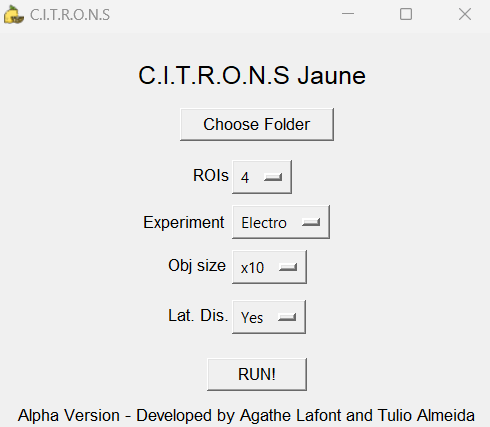 C.I.T.R.O.N.S
C.I.T.R.O.N.S Jaune
Choose Folder
ROIs 4
Experiment Electro
Obj size x10
Lat. Dis. Yes
RUN!
Alpha Version - Developed by Agathe Lafont and Tulio Almeida